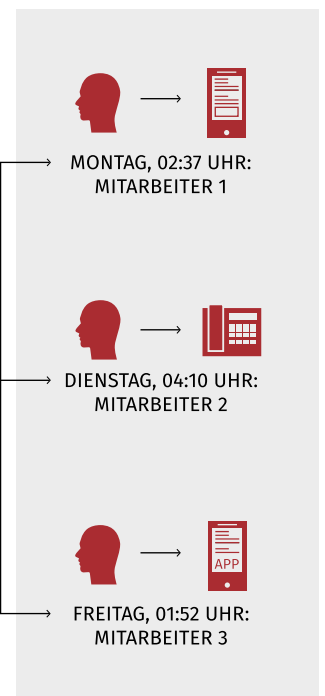 MONTAG, 02:37 UHR:
MITARBEITER 1
DIENSTAG, 04:10 UHR:
MITARBEITER 2
APP
FREITAG, 01:52 UHR:
MITARBEITER 3